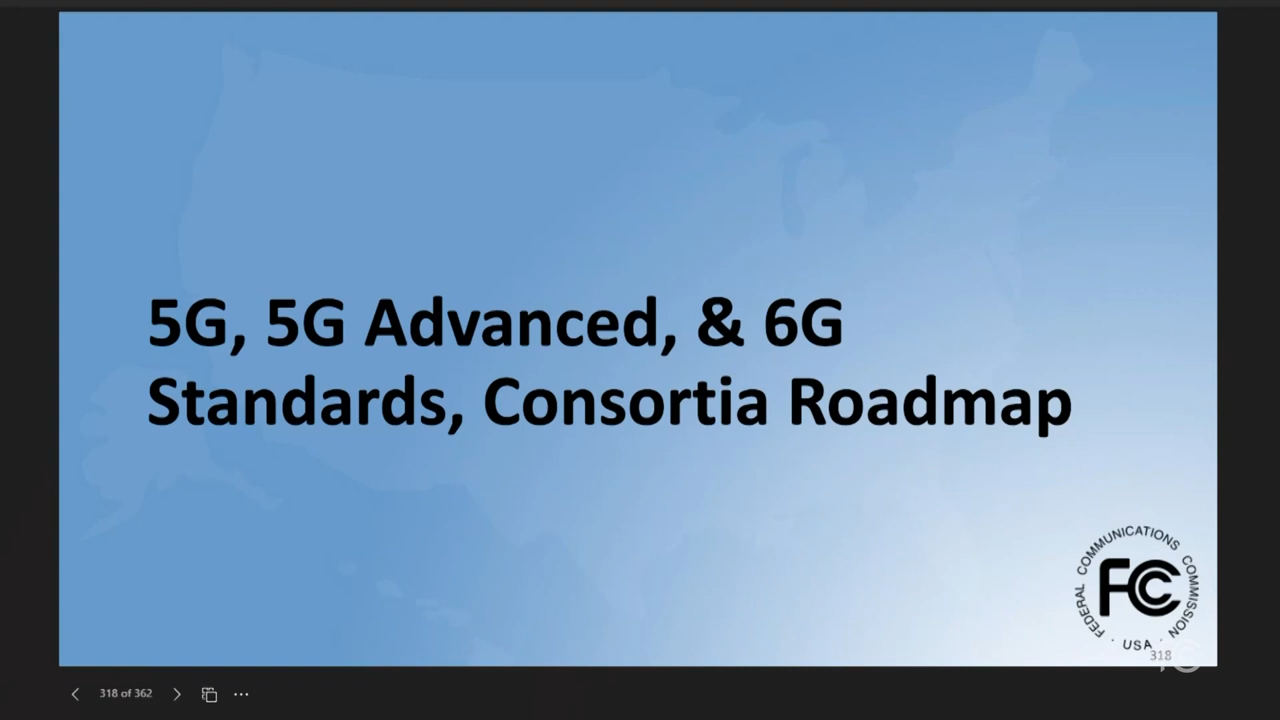 5G, 5G Advanced, & 6G
Standards, Consortia Roadmap
FEDERAL COMMUNICATIONS COMMISSION
· USA ·
FCC
318
318 of 362